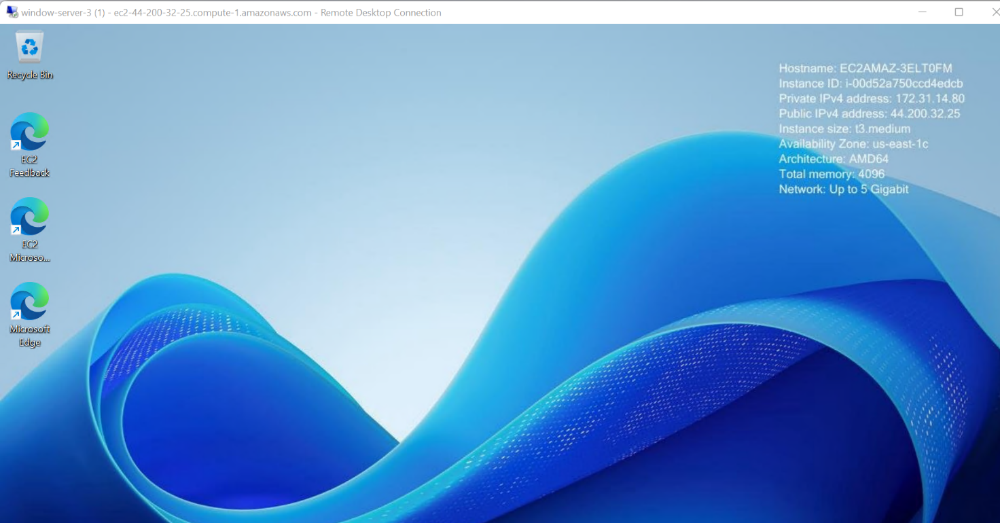 window-server-3 (1) - ec2-44-200-32-25.compute-1.amazonaws.com - Remote Desktop Connection
Recycle Bin
EC2
Feedback
EC2
Microso...
Microsoft
Edge
Hostname: EC2AMAZ-3ELT0FM
Instance ID: i-00d52a750ccd4edcb
Private IPv4 address: 172.31.14.80
Public IPv4 address: 44.200.32.25
Instance size: t3.medium
Availability Zone: us-east-1c
Architecture: AMD64
Total memory: 4096
Network: Up to 5 Gigabit